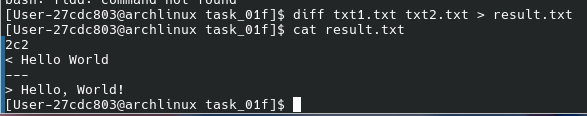 bash: fldd: command not found
[User-27cdc803@archlinux task_01f]$ diff txt1.txt txt2.txt > result.txt
[User-27cdc803@archlinux task_01f]$ cat result.txt
2c2
< Hello World
---
> Hello, World!
[User-27cdc803@archlinux task_01f]$